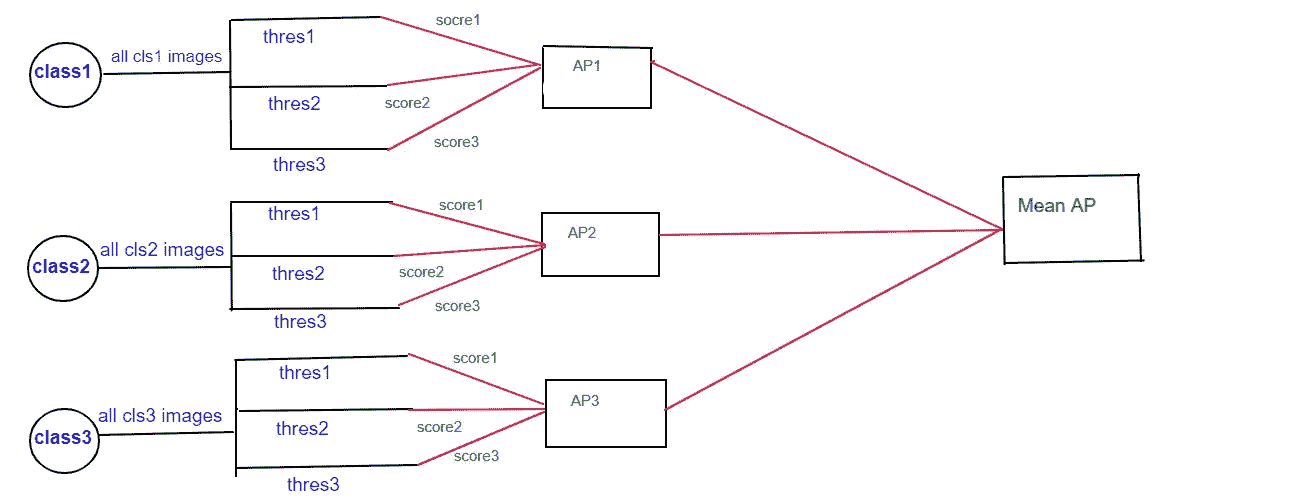 class1
all cls1 images
thres1
thres2
thres3
socre1
score2
score3
AP1
class2
all cls2 images
thres1
thres2
thres3
score1
score2
score3
AP2
class3
all cls3 images
thres1
thres2
thres3
score1
score2
score3
AP3
Mean AP